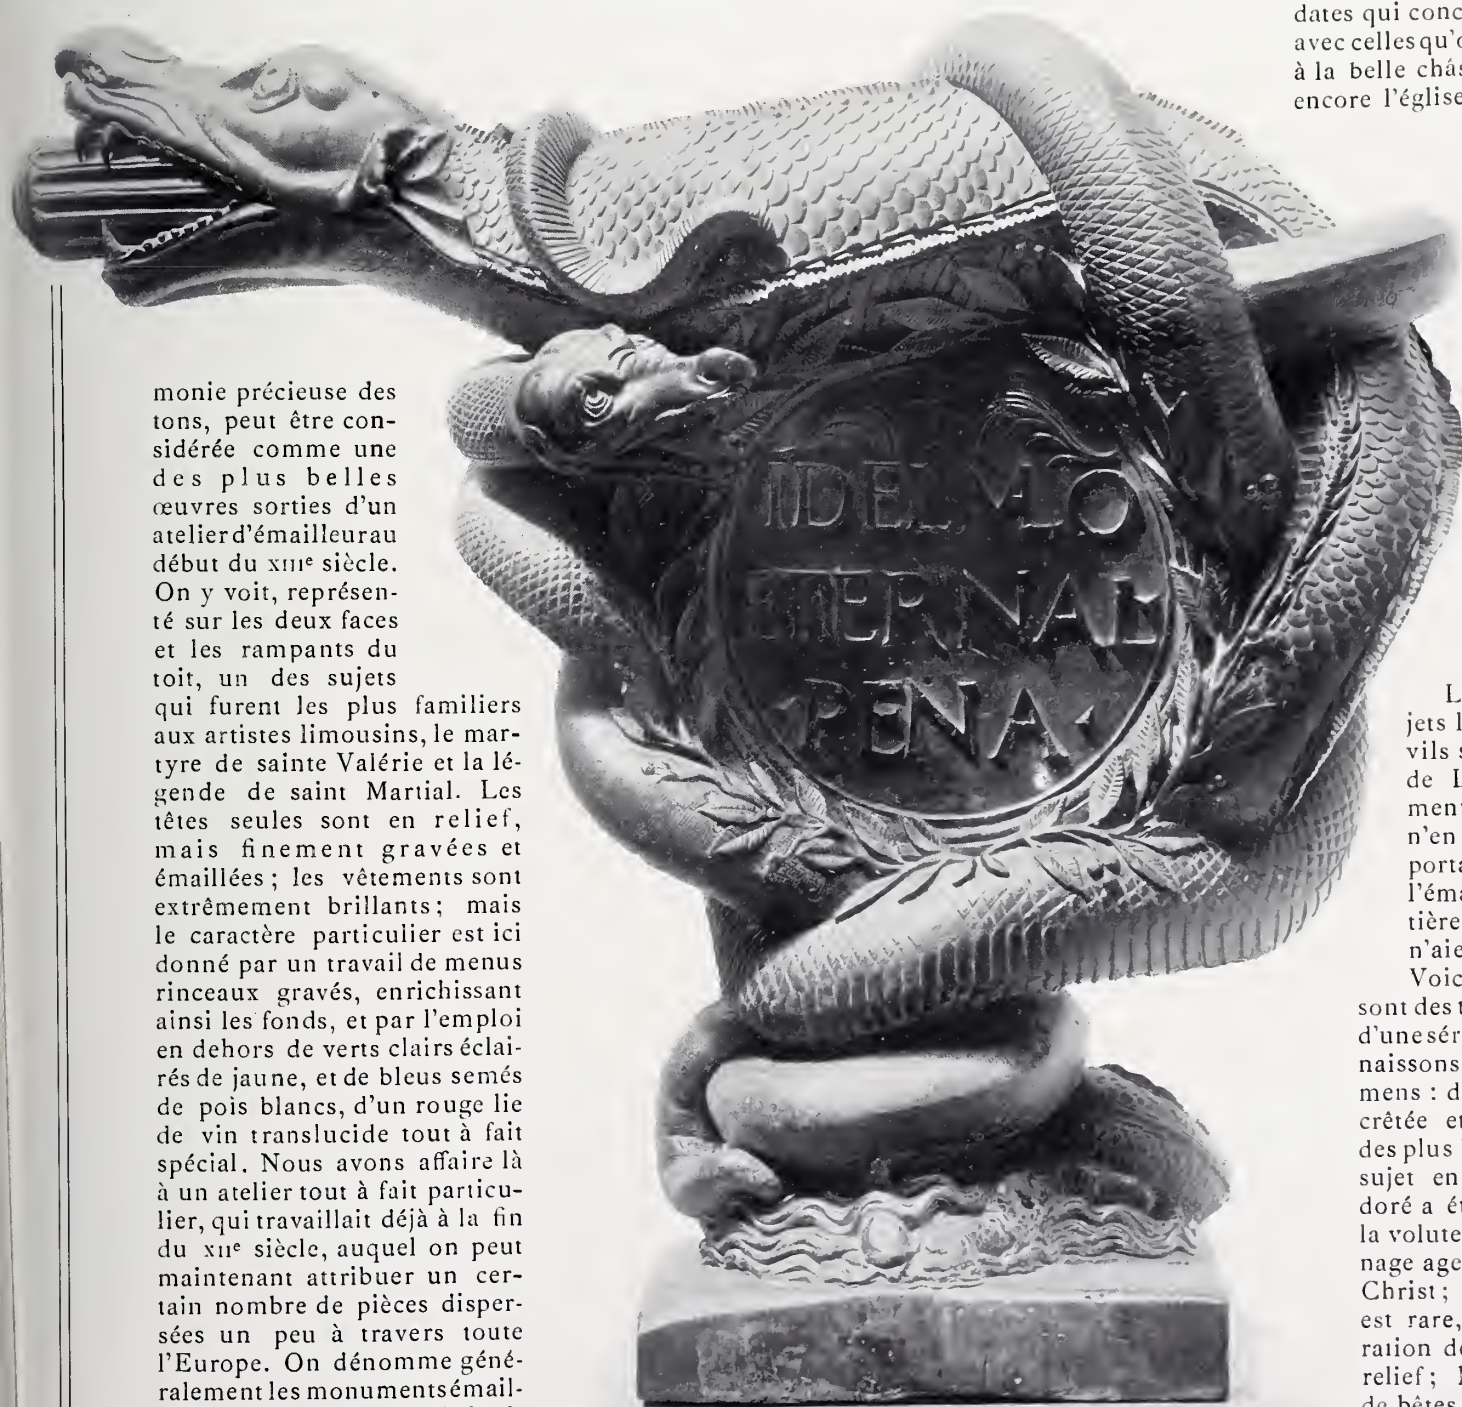 monie précieuse des
tons, peut être con-
sidérée comme une
des plus belles
œuvres sorties d'un
atelier d'émailleur au
début du XIIIe siècle.
On y voit, représen-
té sur les deux faces
et les rampants du
toit, un des sujets
qui furent les plus familiers
aux artistes limousins, le mar-
tyre de sainte Valérie et la lé-
gende de saint Martial. Les
têtes seules sont en relief,
mais finement gravées et
émaillées; les vêtements sont
extrêmement brillants; mais
le caractère particulier est ici
donné par un travail de menus
rinceaux gravés, enrichissant
ainsi les fonds, et par l'emploi
en dehors de verts clairs éclai-
rés de jaune, et de bleus semés
de pois blancs, d'un rouge lie
de vin translucide tout à fait
spécial. Nous avons affaire là
à un atelier tout à fait particu-
lier, qui travaillait déjà à la fin
du XIIe siècle, auquel on peut
maintenant attribuer un cer-
tain nombre de pièces disper-
sées un peu à travers toute
l'Europe. On dénomme géné-
ralement les monuments émail-
IDEL LO
ETTERNAL
PENA
dates qui conc
avec celles qu'o
à la belle châs
encore l'église
L
jets l
vils s
de L
ment
n'en
porta
l'éma
tière
n'aie
Voic
sont des t
d'une sér
naissons
mens : d
crêtée et
des plus
sujet en
doré a ét
la volute
nage age
Christ;
est rare,
ration de
relief;
de bêtes